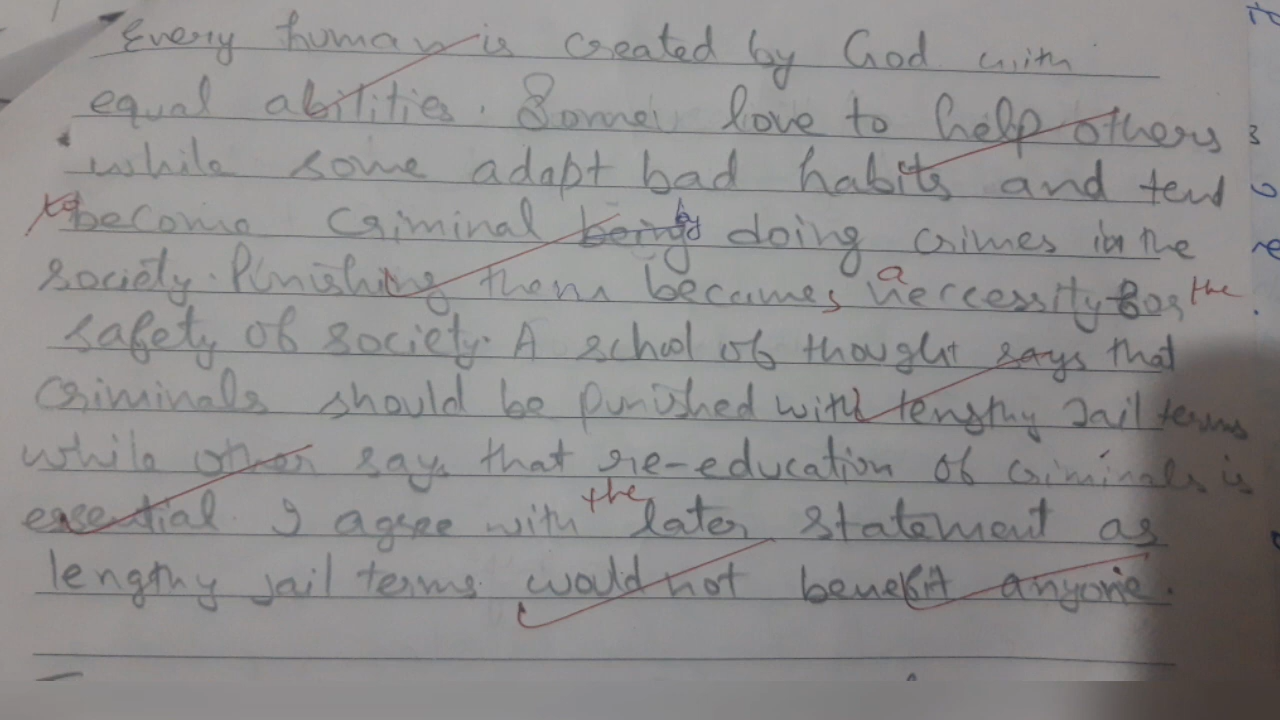 Every human is created by God with
equal abilities. Some love to help others
while some adapt bad habits and tend
to become criminal being by doing crimes in the
society. Punishing them becomes a neccessity for the
safety of society. A school of thought says that
criminals should be punished with lengthy Jail terms
while other says that re-education of criminals is
essential. I agree with the later statement as
lengthy jail terms would not benefit anyone.